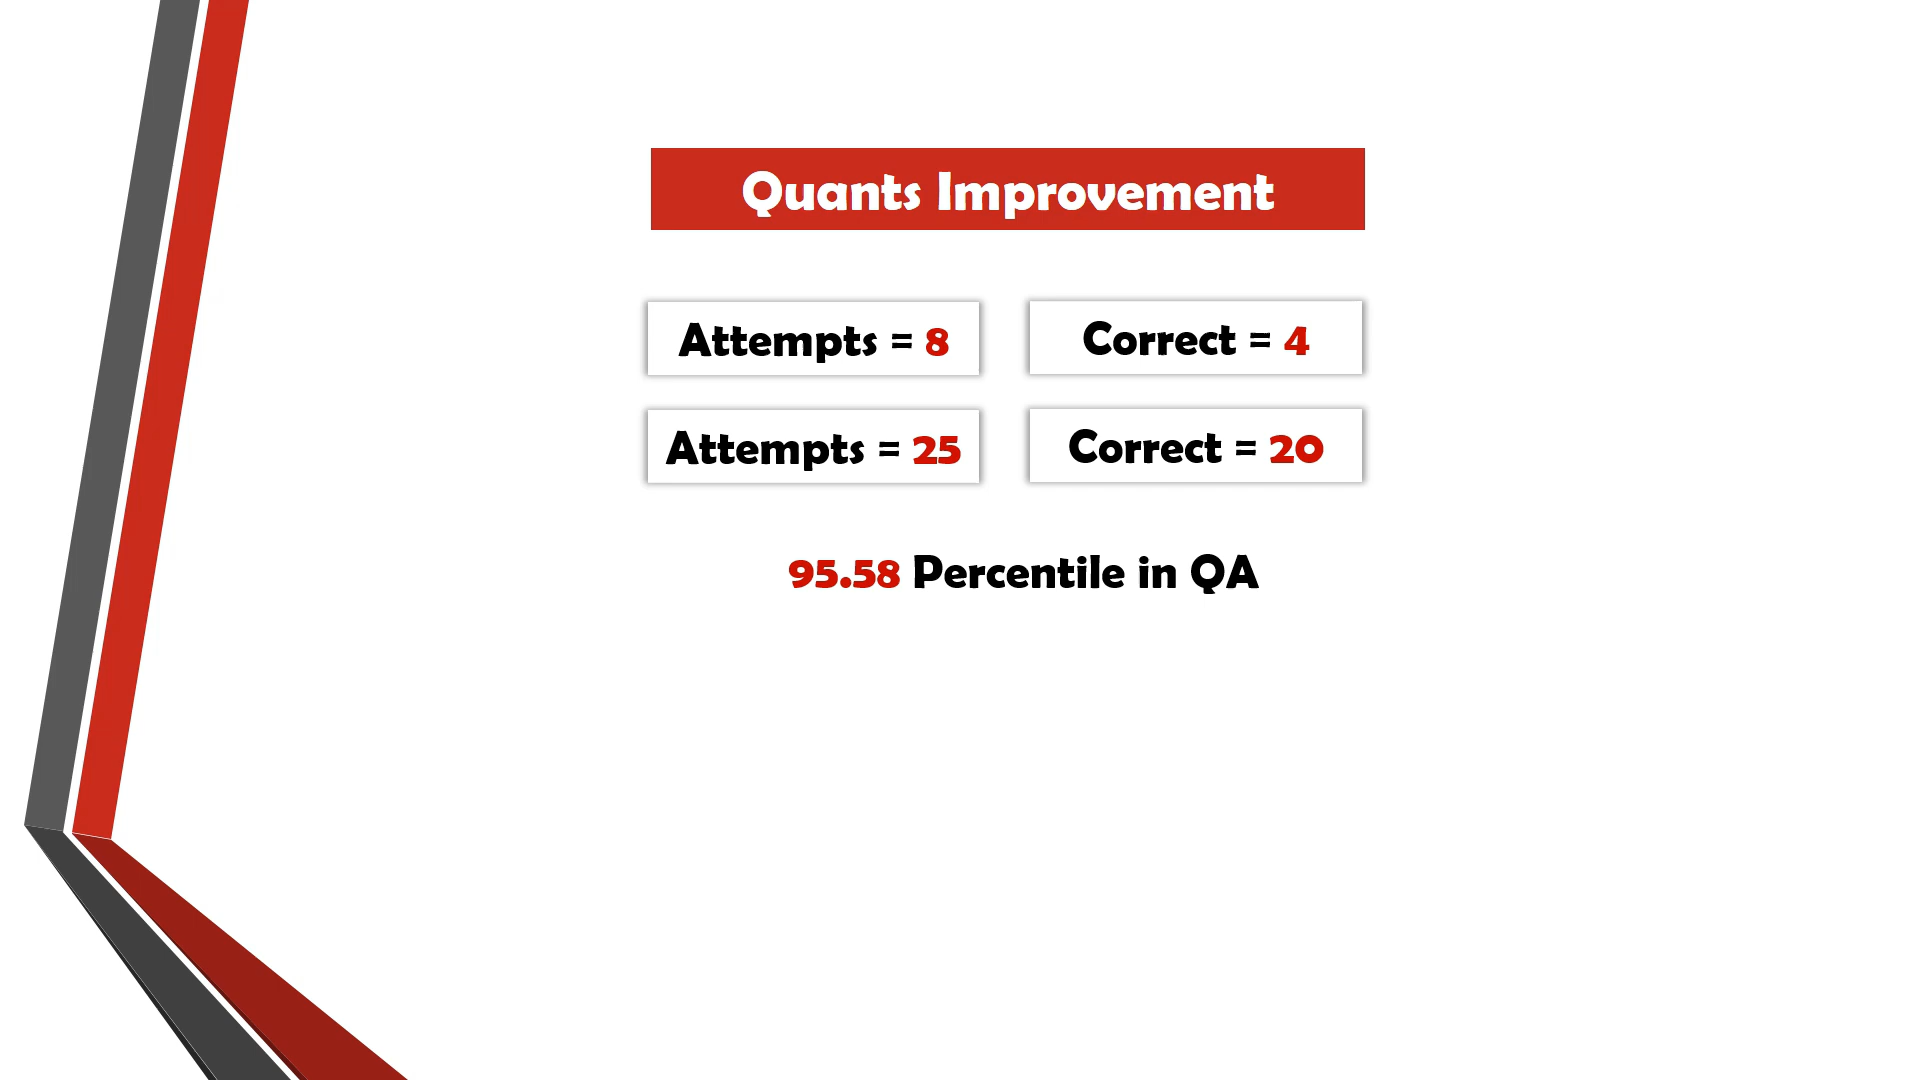 Quants Improvement
Attempts = 8
Correct = 4
Attempts = 25
Correct = 20
95.58 Percentile in QA